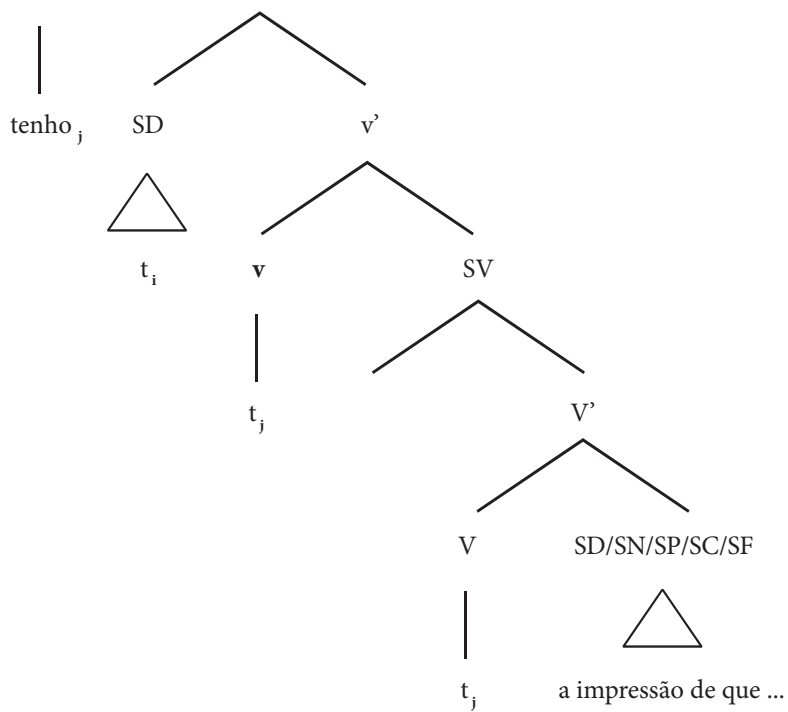 tenho j SD v’
t i v SV
t j V’
V SD/SN/SP/SC/SF
t j a impressão de que ...